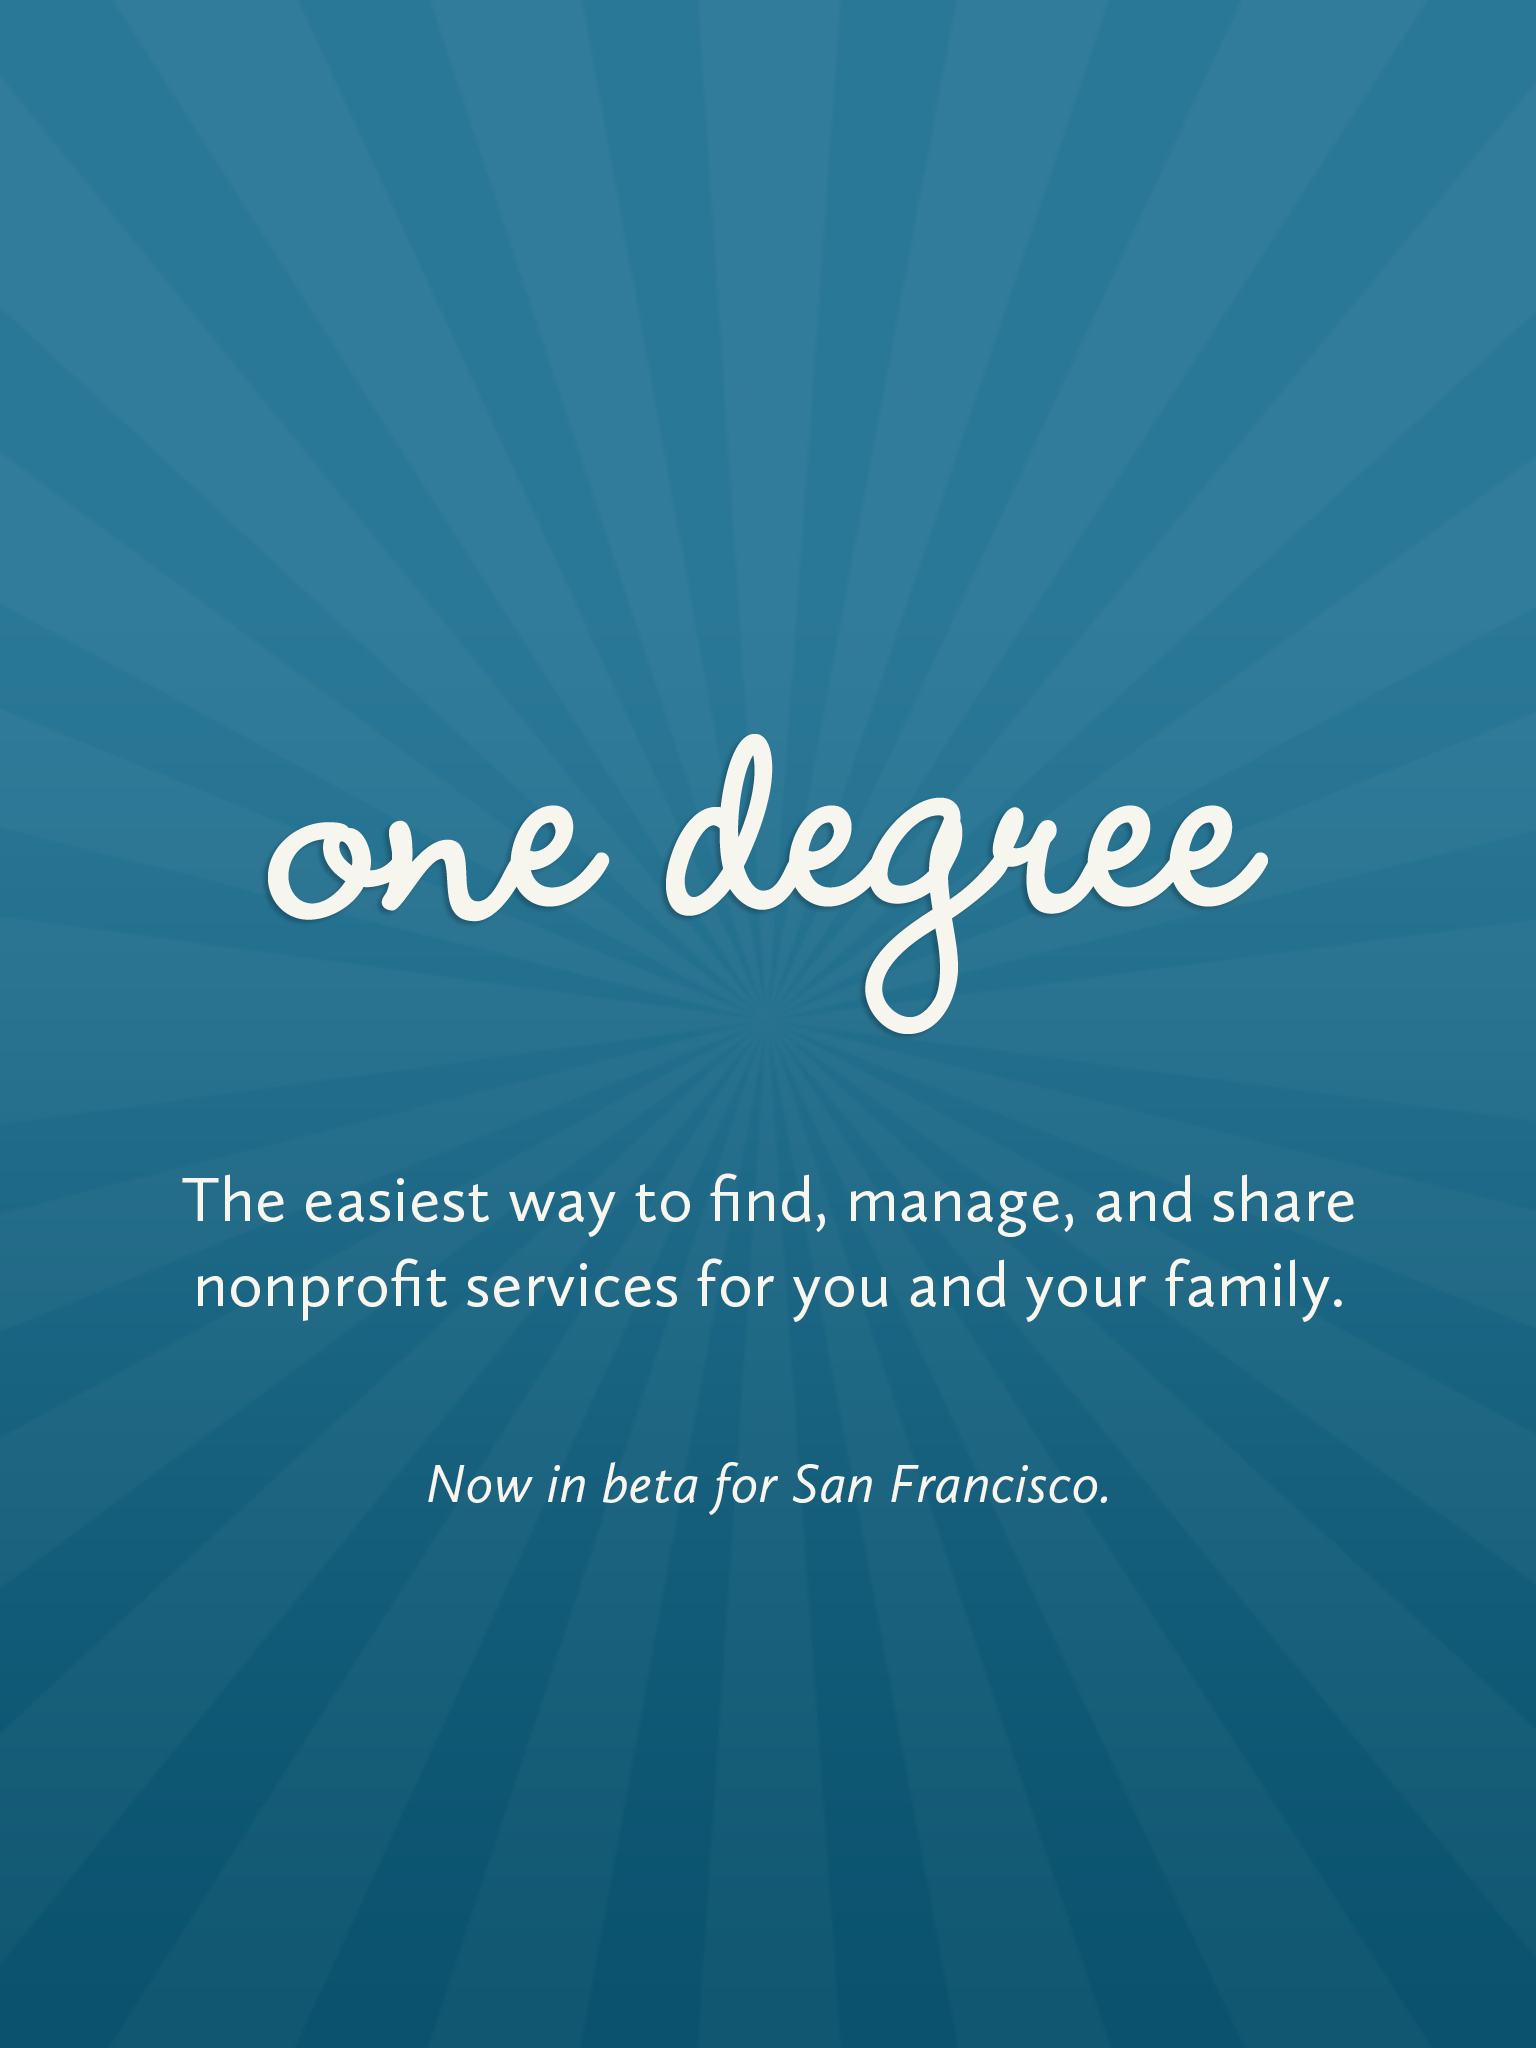 one degree
The easiest way to find, manage, and share
nonprofit services for you and your family.
Now in beta for San Francisco.